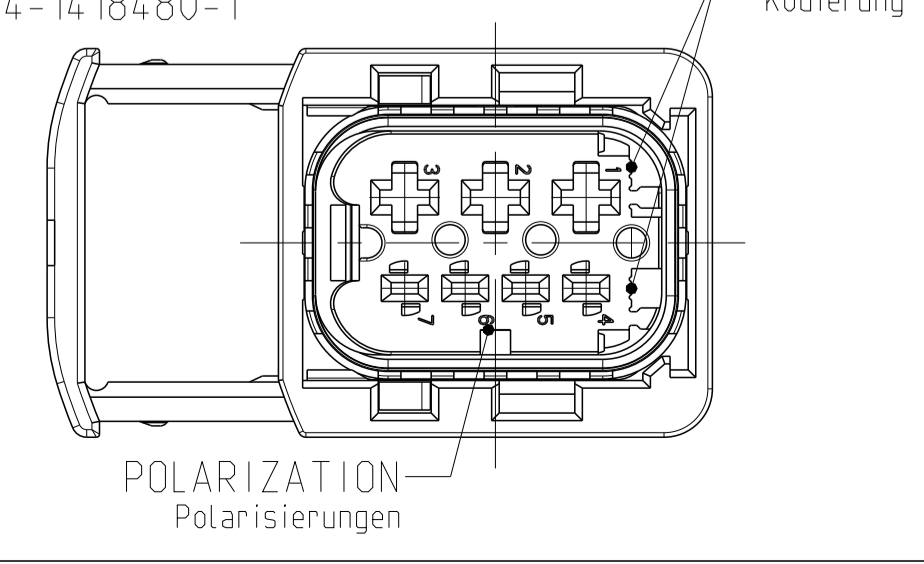 4-1418480-1
Kodierung
3
2
1
7
6
5
4
POLARIZATION
Polarisierungen